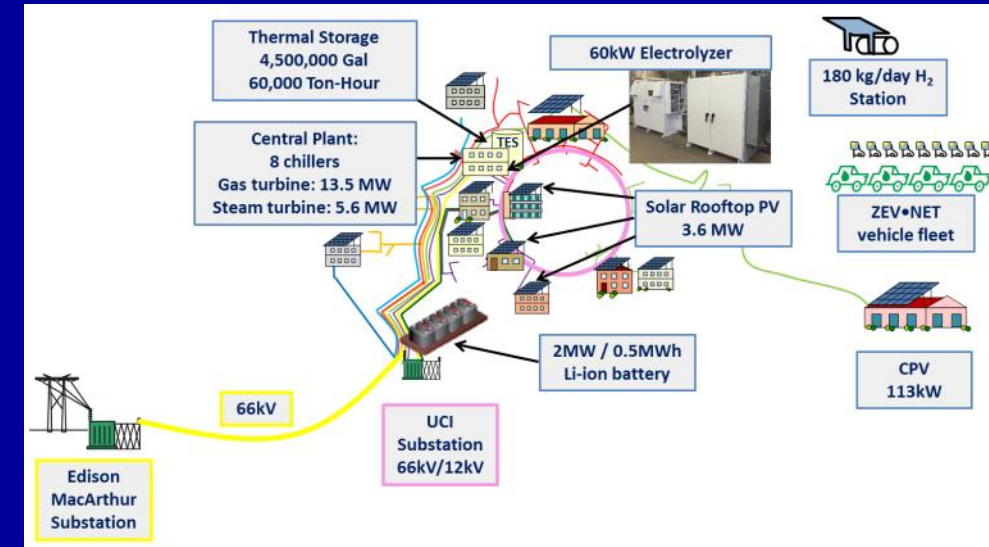 Thermal Storage
4,500,000 Gal
60,000 Ton-Hour
60kW Electrolyzer
180 kg/day H₂
Station
Central Plant:
8 chillers
Gas turbine: 13.5 MW
Steam turbine: 5.6 MW
TES
Solar Rooftop PV
3.6 MW
ZEV•NET
vehicle fleet
2MW / 0.5MWh
Li-ion battery
CPV
113kW
66kV
UCI
Substation
66kV/12kV
Edison
MacArthur
Substation